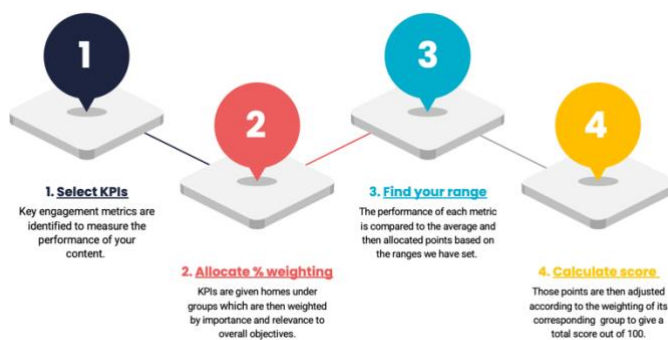 1
3
2
4
1. Select KPIs
Key engagement metrics are
identified to measure the
performance of your
content.
3. Find your range
The performance of each metric
is compared to the average and
then allocated points based on
the ranges we have set.
2. Allocate % weighting
KPIs are given homes under
groups which are then weighted
by importance and relevance to
overall objectives.
4. Calculate score
Those points are then adjusted
according to the weighting of its
corresponding group to give a
total score out of 100.